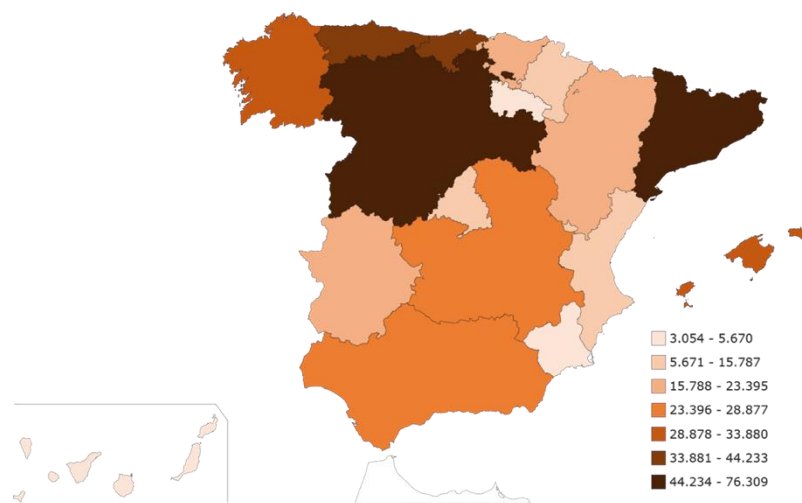 3.054 - 5.670
5.671 - 15.787
15.788 - 23.395
23.396 - 28.877
28.878 - 33.880
33.881 - 44.233
44.234 - 76.309